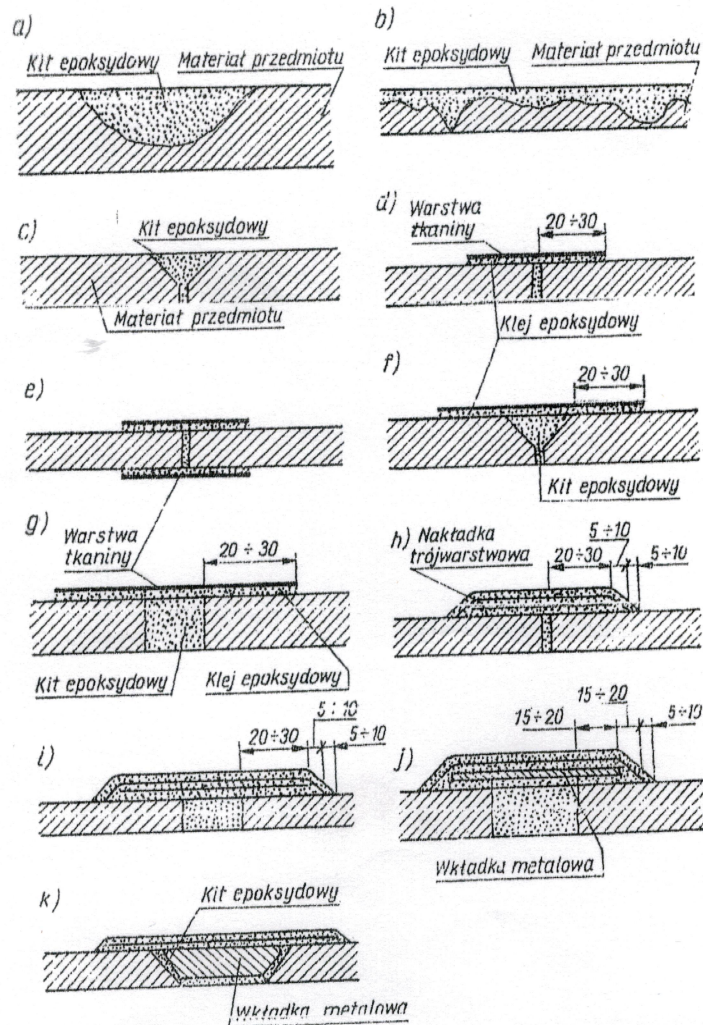 a)
Kit epoksydowy
Materiał przedmiotu
b)
Kit epoksydowy
Materiał przedmiotu
c)
Kit epoksydowy
Materiał przedmiotu
d)
Warstwa
tkaniny
20÷30
Klej epoksydowy
e)
f)
20÷30
Kit epoksydowy
g)
Warstwa
tkaniny
20÷30
Kit epoksydowy
Klej epoksydowy
h)
Nakładka
trójwarstwowa
5÷10
20÷30
5÷10
i)
5÷10
20÷30
5÷10
j)
15÷20
15÷20
5÷10
Wkładka metalowa
k)
Kit epoksydowy
Wkładka metalowa